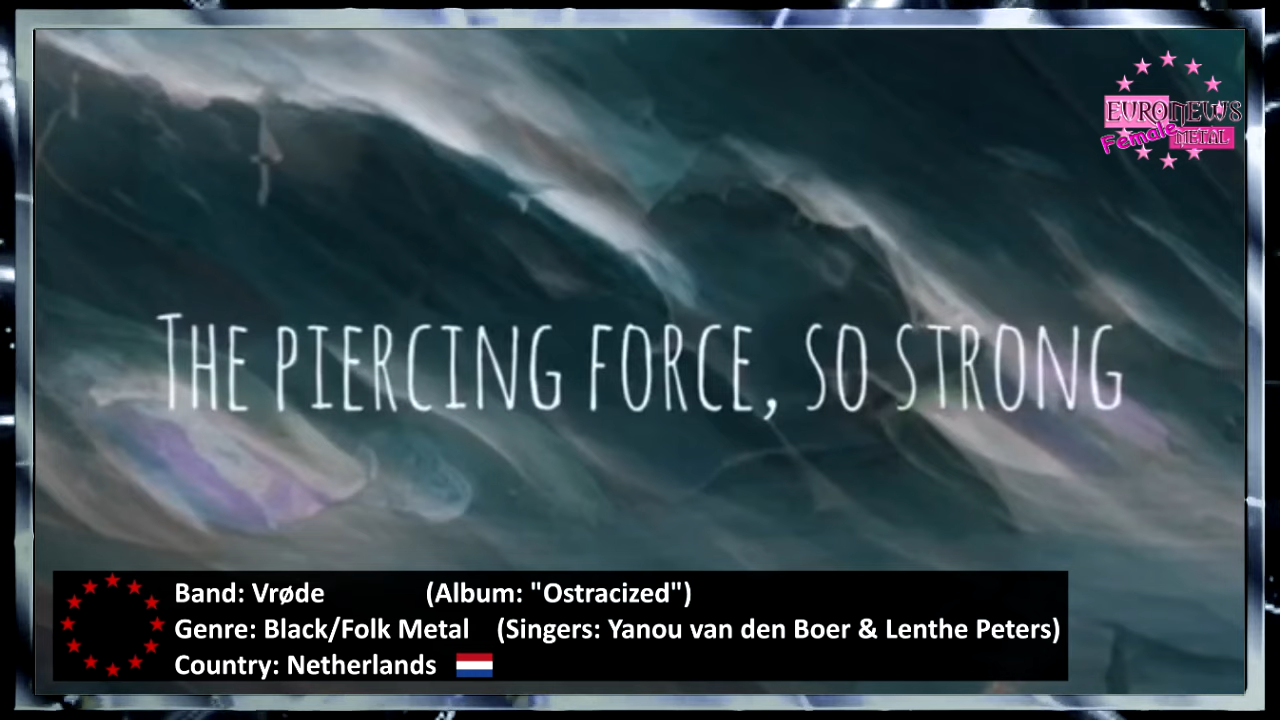 EURONEWS
Female METAL
The piercing force, so strong
Band: Vrøde (Album: "Ostracized")
Genre: Black/Folk Metal (Singers: Yanou van den Boer & Lenthe Peters)
Country: Netherlands